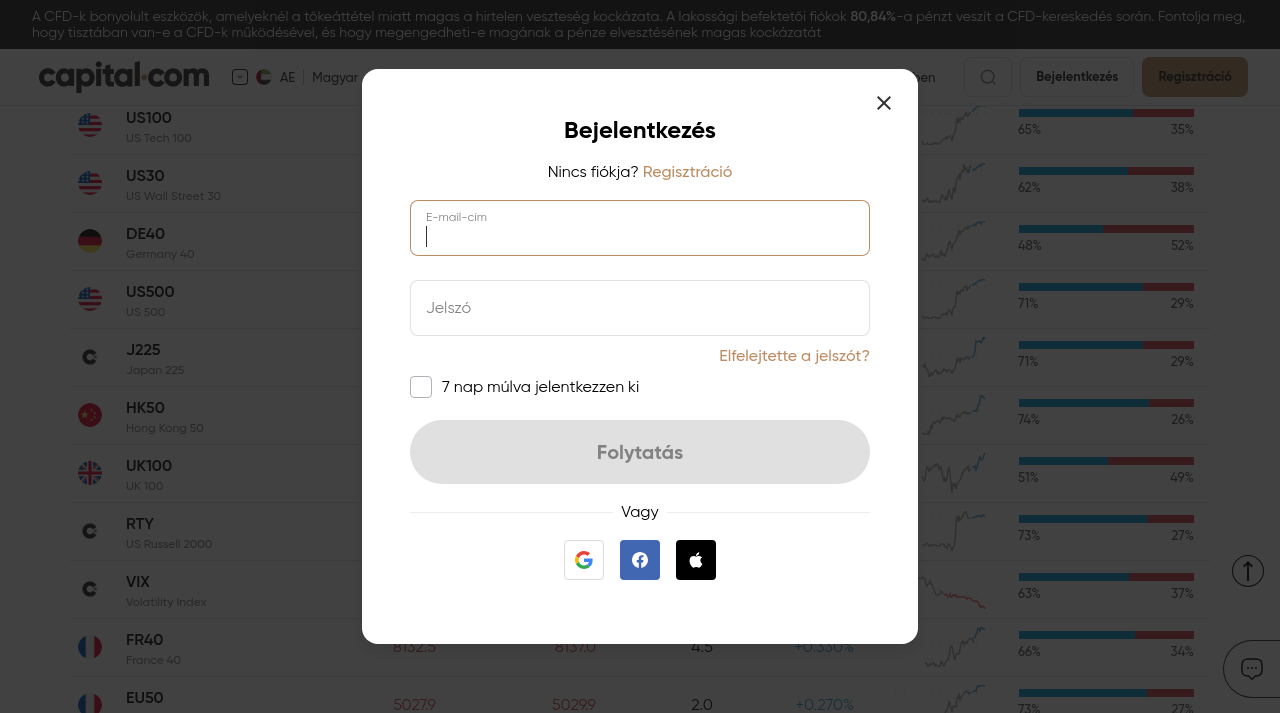 A CFD-k bonyolult eszközök, amelyeknél a tőkeáttétel miatt magas a hirtelen veszteség kockázata. A lakossági befektetői fiókok 80,84%-a pénzt veszít a CFD-kereskedés során. Fontolja meg,
hogy tisztában van-e a CFD-k működésével, és hogy megengedheti-e magának a pénze elvesztésének magas kockázatát
capital.com
AE
Magyar
Bejelentkezés
Regisztráció
US100
US Tech 100
65%
35%
US30
US Wall Street 30
62%
38%
DE40
Germany 40
48%
52%
US500
US 500
71%
29%
J225
Japan 225
71%
29%
HK50
Hong Kong 50
74%
26%
UK100
UK 100
51%
49%
RTY
US Russell 2000
73%
27%
VIX
Volatility Index
63%
37%
FR40
France 40
8132.5
8137.0
4.5
+0.330%
66%
34%
EU50
5027.9
5029.9
2.0
+0.270%
73%
27%
Bejelentkezés
Nincs fiókja? Regisztráció
E-mail-cím
Jelszó
Elfelejtette a jelszót?
7 nap múlva jelentkezzen ki
Folytatás
Vagy